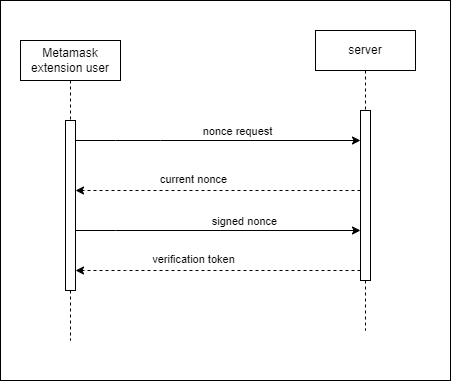 Metamask
extension user
server
nonce request
current nonce
signed nonce
verification token